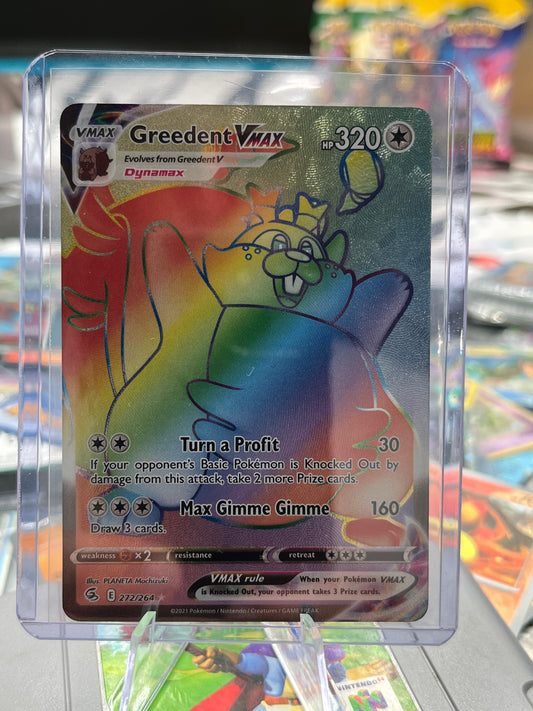 VMAX
Greedent VMAX
HP 320
Evolves from Greedent V
Dynamax
Turn a Profit 30
If your opponent's Basic Pokémon is Knocked Out by
damage from this attack, take 2 more Prize cards.
Max Gimme Gimme 160
Draw 3 cards.
weakness ×2 resistance retreat
Illus. PLANETA Mochizuki
E 272/264
VMAX rule When your Pokémon VMAX
is Knocked Out, your opponent takes 3 Prize cards.
©2021 Pokémon / Nintendo / Creatures / GAME FREAK
NINTENDO 64